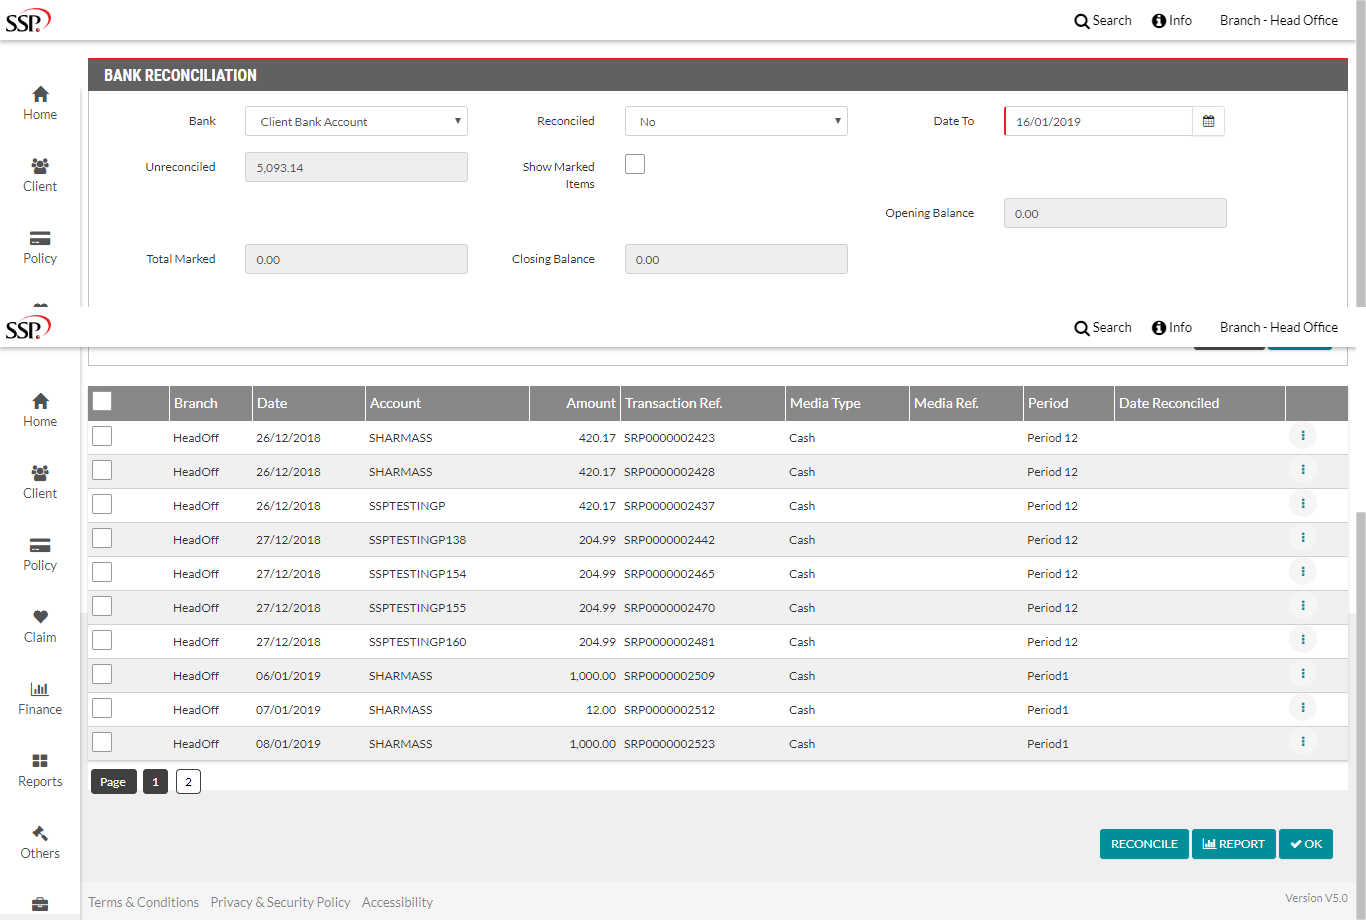 SSP. Search Info Branch - Head Office
BANK RECONCILIATION
Home
Bank Client Bank Account Reconciled No Date To 16/01/2019
Unreconciled 5,093.14 Show Marked Items
Client
Opening Balance 0.00
Policy
Total Marked 0.00 Closing Balance 0.00
SSP. Search Info Branch - Head Office
Home
Client
Policy
Claim
Finance
Reports
Others
Branch Date Account Amount Transaction Ref. Media Type Media Ref. Period Date Reconciled
HeadOff 26/12/2018 SHARMASS 420.17 SRP0000002423 Cash Period 12
HeadOff 26/12/2018 SHARMASS 420.17 SRP0000002428 Cash Period 12
HeadOff 26/12/2018 SSPTESTINGP 420.17 SRP0000002437 Cash Period 12
HeadOff 27/12/2018 SSPTESTINGP138 204.99 SRP0000002442 Cash Period 12
HeadOff 27/12/2018 SSPTESTINGP154 204.99 SRP0000002465 Cash Period 12
HeadOff 27/12/2018 SSPTESTINGP155 204.99 SRP0000002470 Cash Period 12
HeadOff 27/12/2018 SSPTESTINGP160 204.99 SRP0000002481 Cash Period 12
HeadOff 06/01/2019 SHARMASS 1,000.00 SRP0000002509 Cash Period1
HeadOff 07/01/2019 SHARMASS 12.00 SRP0000002512 Cash Period1
HeadOff 08/01/2019 SHARMASS 1,000.00 SRP0000002523 Cash Period1
Page 1 2
RECONCILE REPORT OK
Terms & Conditions Privacy & Security Policy Accessibility Version V5.0